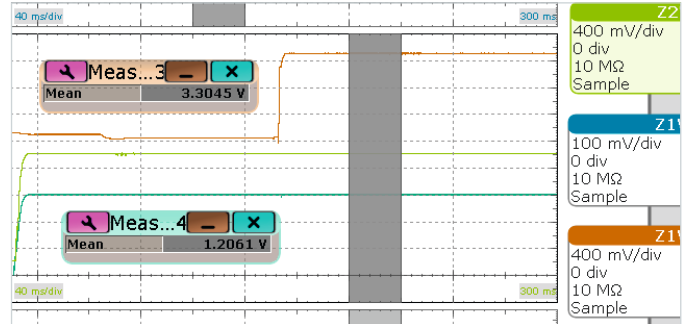 40 ms/div
300 ms
Meas...3
Mean 3.3045 V
Meas...4
Mean 1.2061 V
40 ms/div
300 ms
Z2
400 mV/div
0 div
10 MΩ
Sample
100 mV/div
0 div
10 MΩ
Sample
400 mV/div
0 div
10 MΩ
Sample